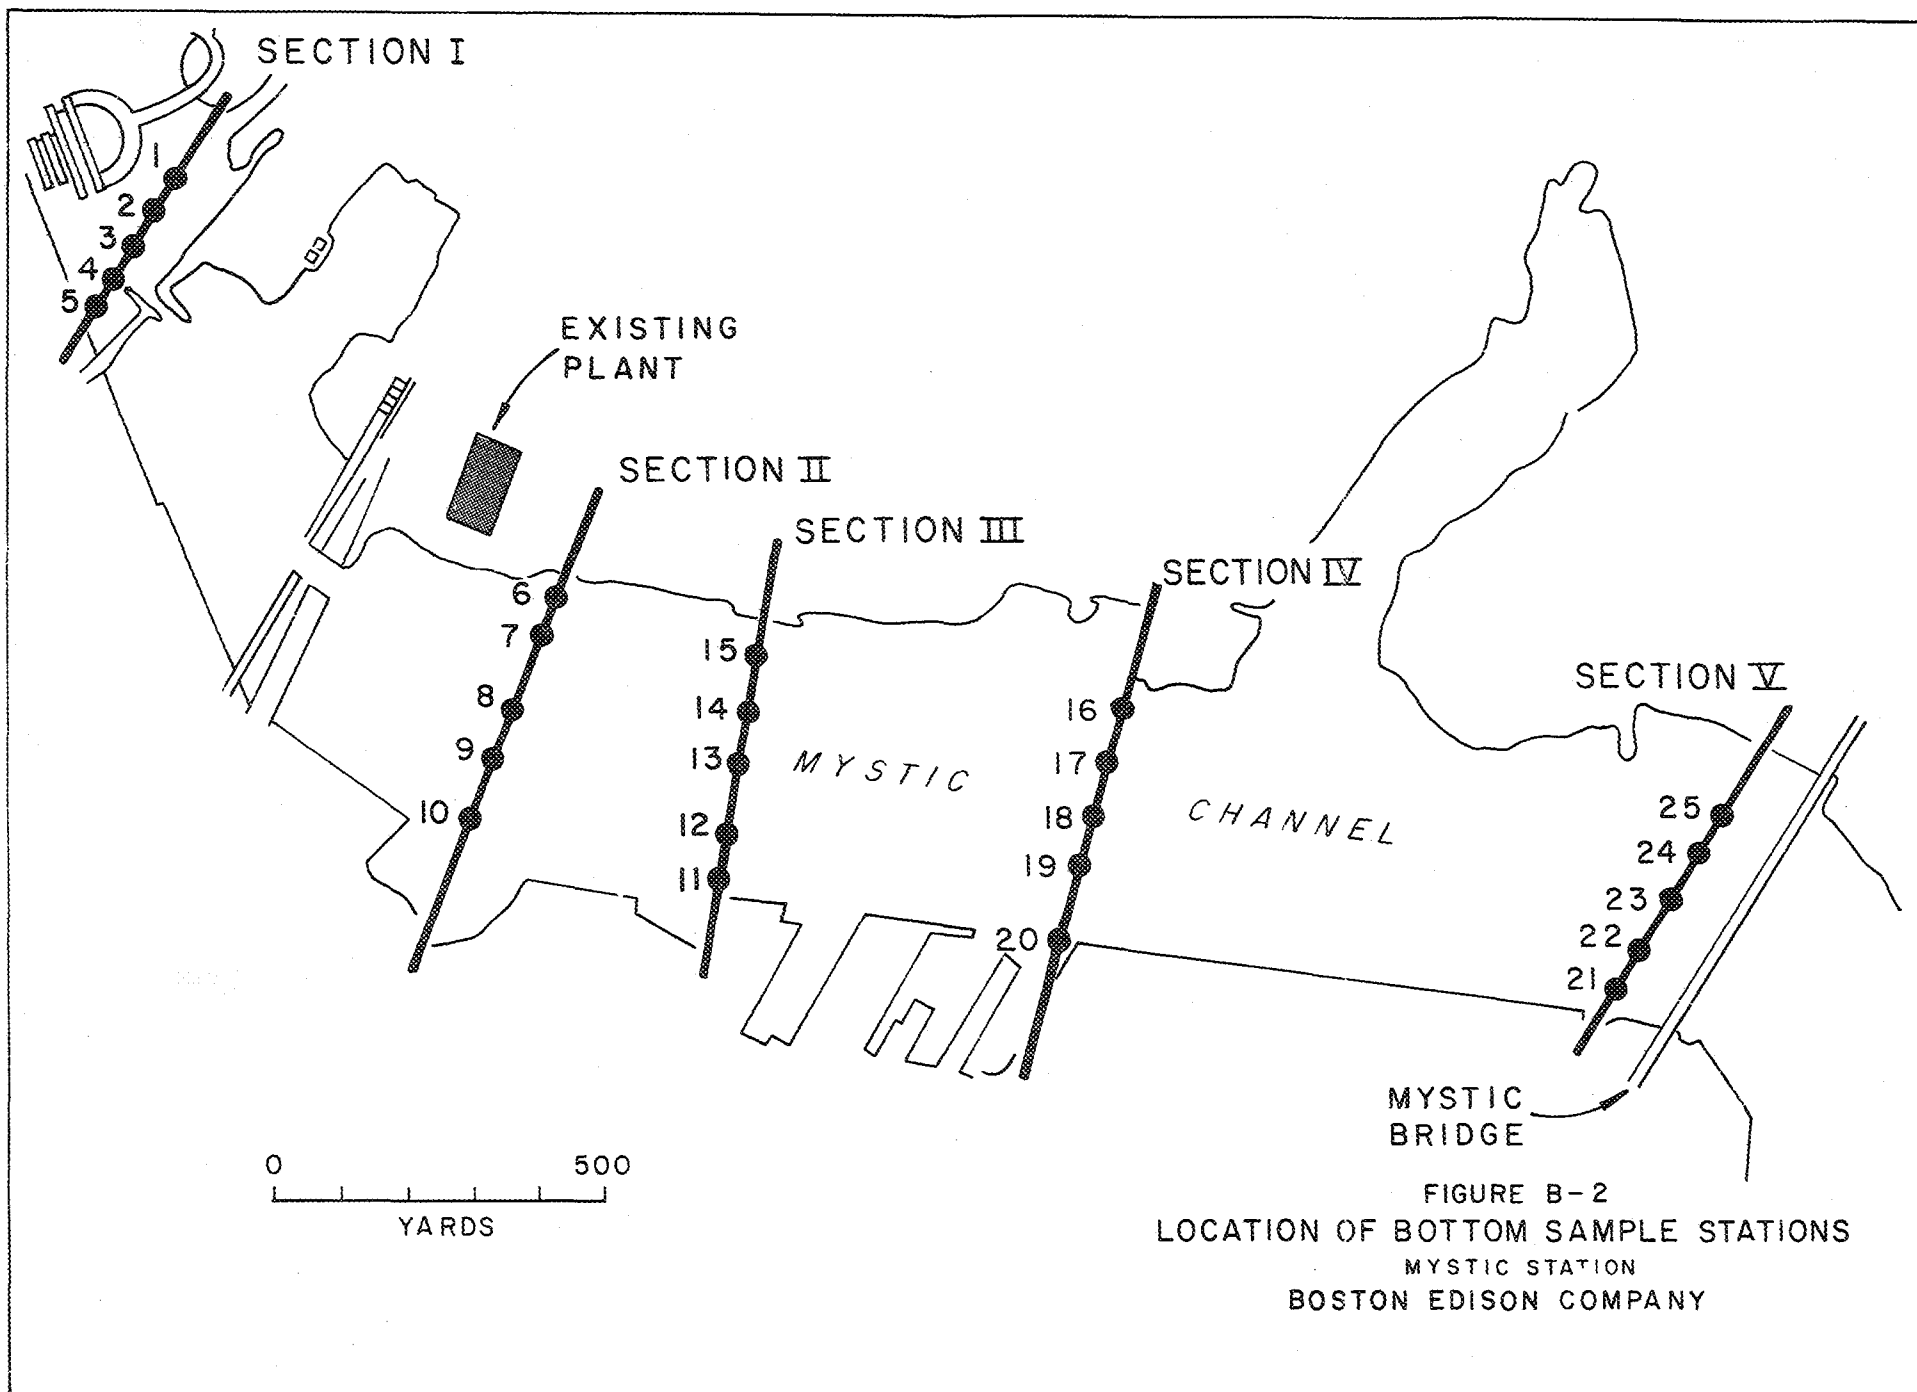 SECTION I
1
2
3
4
5
EXISTING
PLANT
SECTION II
6
7
8
9
10
SECTION III
15
14
13
12
11
MYSTIC
CHANNEL
SECTION IV
16
17
18
19
20
SECTION V
25
24
23
22
21
MYSTIC
BRIDGE
0 500
YARDS
FIGURE B-2
LOCATION OF BOTTOM SAMPLE STATIONS
MYSTIC STATION
BOSTON EDISON COMPANY